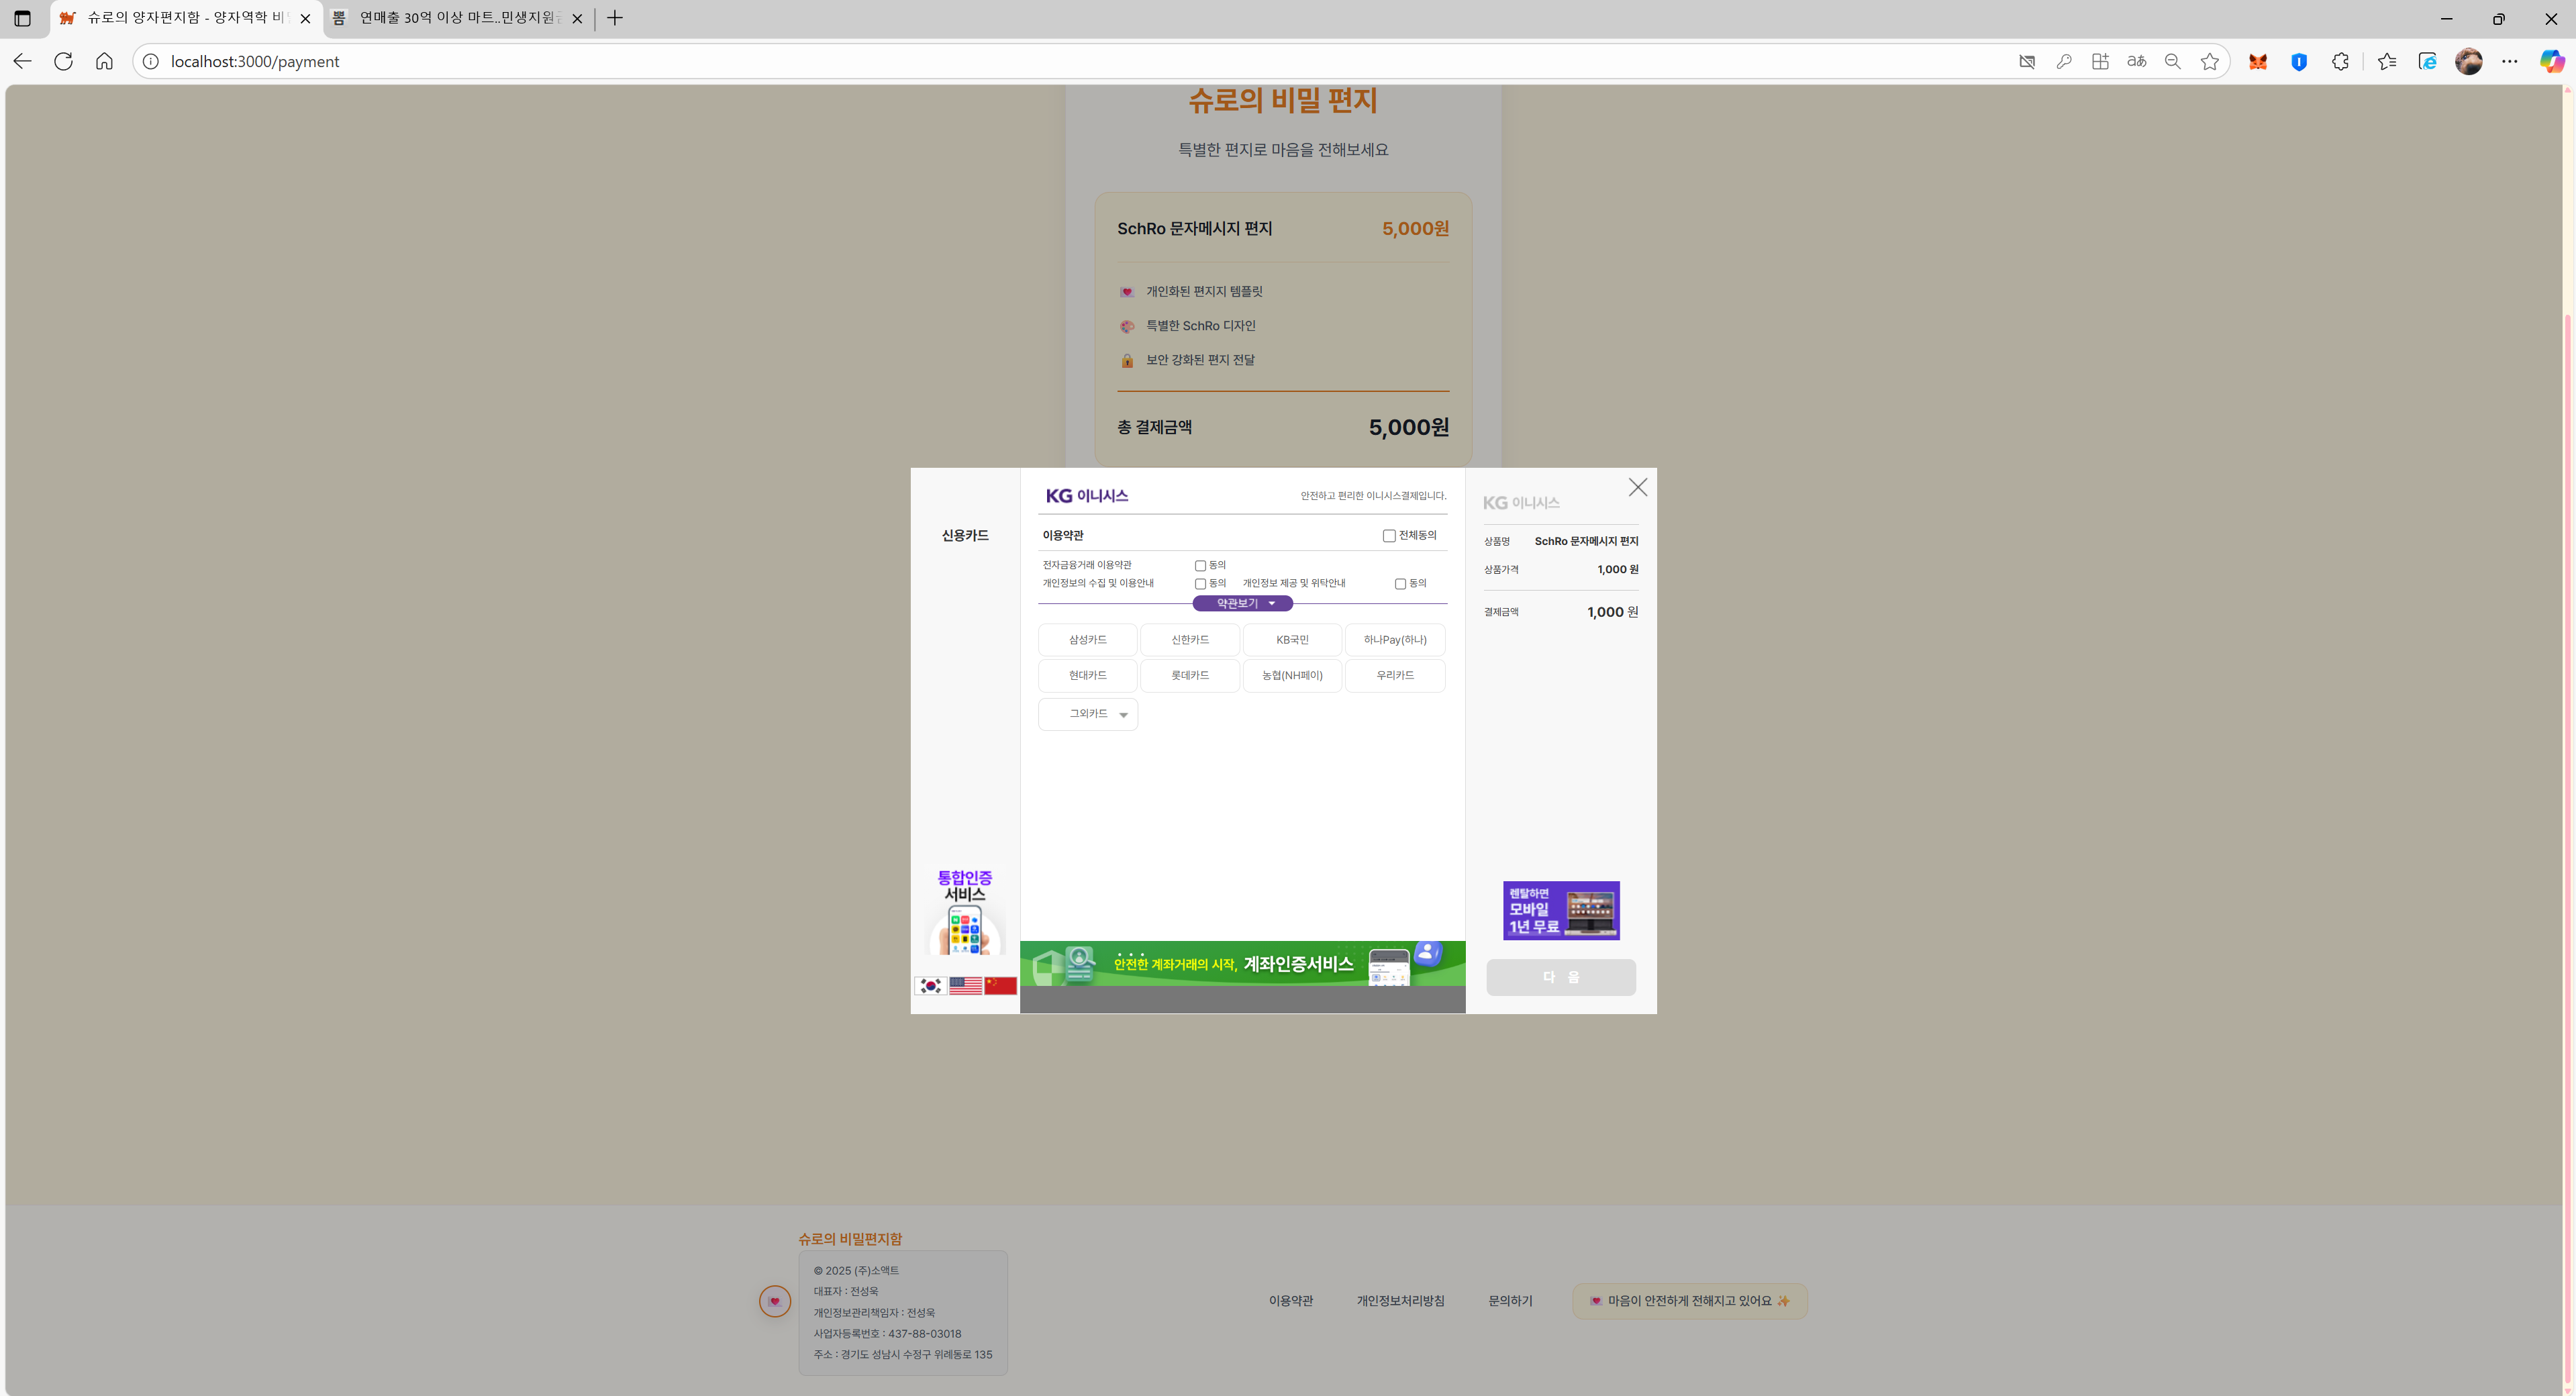 슈로의 양자편지함 - 양자역학 비
연매출 30억 이상 마트..민생지원
localhost:3000/payment
슈로의 비밀 편지
특별한 편지로 마음을 전해보세요
SchRo 문자메시지 편지 5,000원
개인화된 편지지 템플릿
특별한 SchRo 디자인
보안 강화된 편지 전달
총 결제금액 5,000원
신용카드
통합인증
서비스
KG 이니시스 안전하고 편리한 이니시스결제입니다.
이용약관 전체동의
전자금융거래 이용약관 동의
개인정보의 수집 및 이용안내 동의 개인정보 제공 및 위탁안내 동의
약관보기
삼성카드 신한카드 KB국민 하나Pay(하나)
현대카드 롯데카드 농협(NH페이) 우리카드
그외카드
안전한 계좌거래의 시작, 계좌인증서비스
KG 이니시스
상품명 SchRo 문자메시지 편지
상품가격 1,000 원
결제금액 1,000 원
렌탈하면
모바일
1년 무료
다 음
슈로의 비밀편지함
© 2025 (주)소액트
대표자 : 전성욱
개인정보관리책임자 : 전성욱
사업자등록번호 : 437-88-03018
주소 : 경기도 성남시 수정구 위례동로 135
이용약관 개인정보처리방침 문의하기
마음이 안전하게 전해지고 있어요